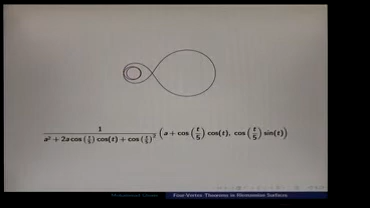 1 / (a² + 2a cos(t/5) cos(t) + cos(t/5)²) (a + cos(t/5) cos(t), cos(t/5) sin(t))
Four-Vertex Theorems in Riemannian Surfaces